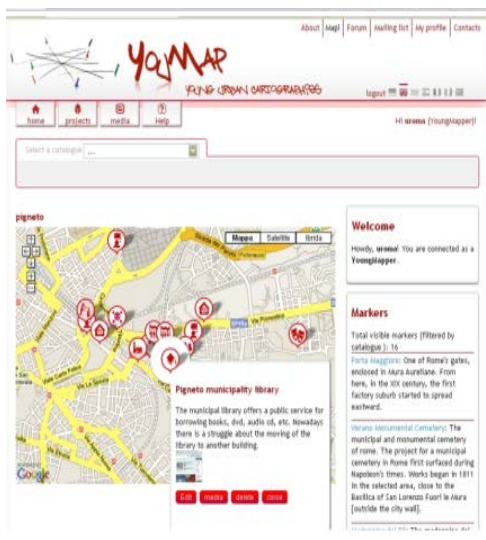 About | Map! | Forum | Mailing list | My profile | Contacts
YOUMAP
YOUNG URBAN CARTOGRAPHIES
logout
home
projects
media
Help
Hi uroma (YoungMapper)!
Select a catalogue ...
pigneto
Mappa
Satellite
Ibrida
Google
Pigneto municipality library
The municipal library offers a public service for
borrowing books, dvd, audio cd, etc. Nowadays
there is a struggle about the moving of the
library to another building.
Edit
media
delete
close
Welcome
Howdy, uroma! You are connected as a
YoungMapper.
Markers
Total visible markers (filtered by
catalogue ): 16
Porta Maggiore: One of Rome's gates,
enclosed in Mura Aureliane. From
here, in the XIX century, the first
factory suburb started to spread
eastward.
Verano Monumental Cemetery: The
municipal and monumental cemetery
of rome. The project for a municipal
cemetery in Rome first surfaced during
Napoleon's times. Works began in 1811
in the selected area, close to the
Basilica of San Lorenzo Fuori le Mura
[outside the city wall].